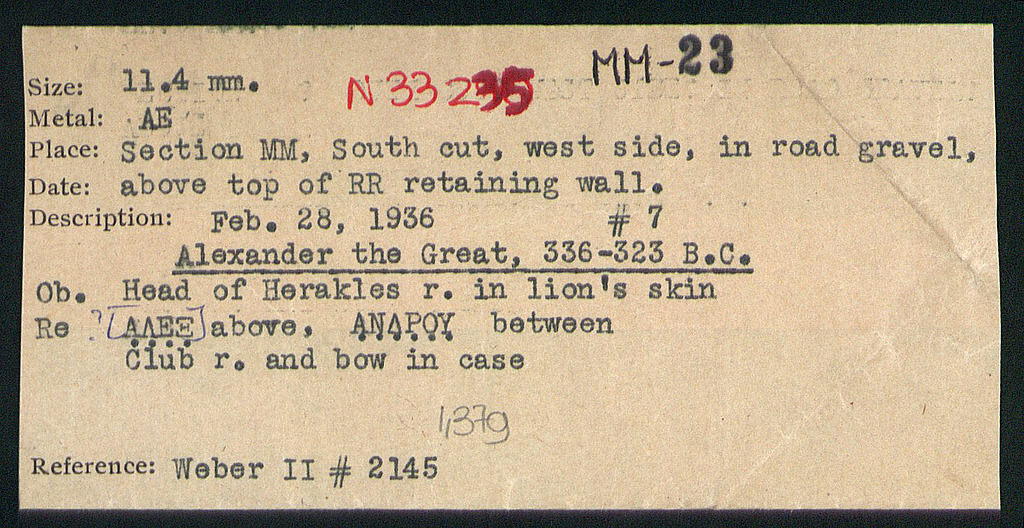 MM-23
N 33235
Size: 11.4 mm.
Metal: AE
Place: Section MM, South cut, west side, in road gravel,
Date: above top of RR retaining wall.
Description: Feb. 28, 1936 # 7
Alexander the Great, 336-323 B.C.
Ob. Head of Herakles r. in lion's skin
Re ? [ΑΛΕΞ] above, ΑΝΔΡΟΥ between
Club r. and bow in case
1,379
Reference: Weber II # 2145